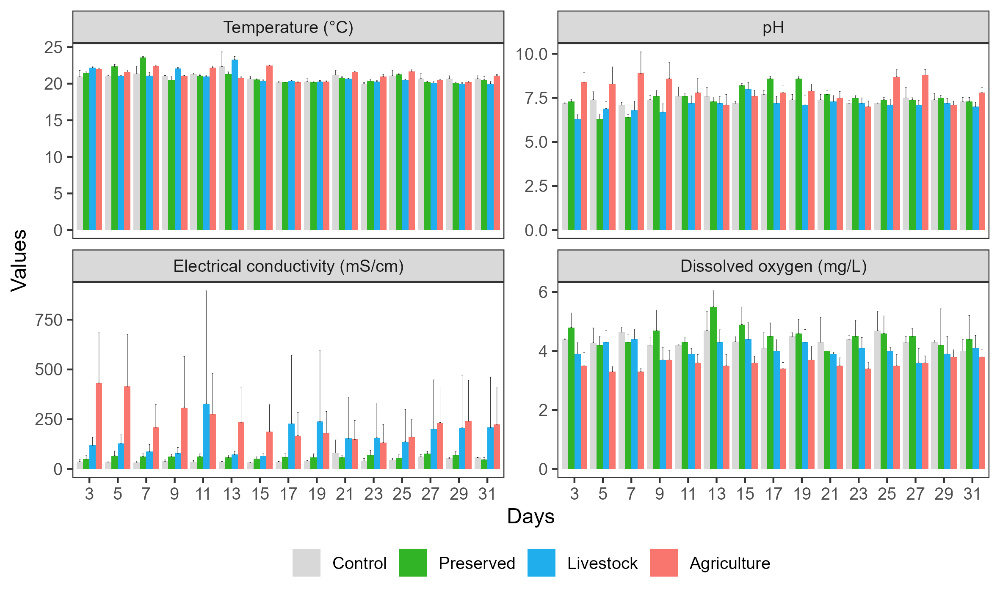 Temperature (°C)
pH
25
20
15
10
5
0
10.0
7.5
5.0
2.5
0.0
Values
Electrical conductivity (mS/cm)
Dissolved oxygen (mg/L)
750
500
250
0
6
4
2
0
3 5 7 9 11 13 15 17 19 21 23 25 27 29 31
3 5 7 9 11 13 15 17 19 21 23 25 27 29 31
Days
Control Preserved Livestock Agriculture